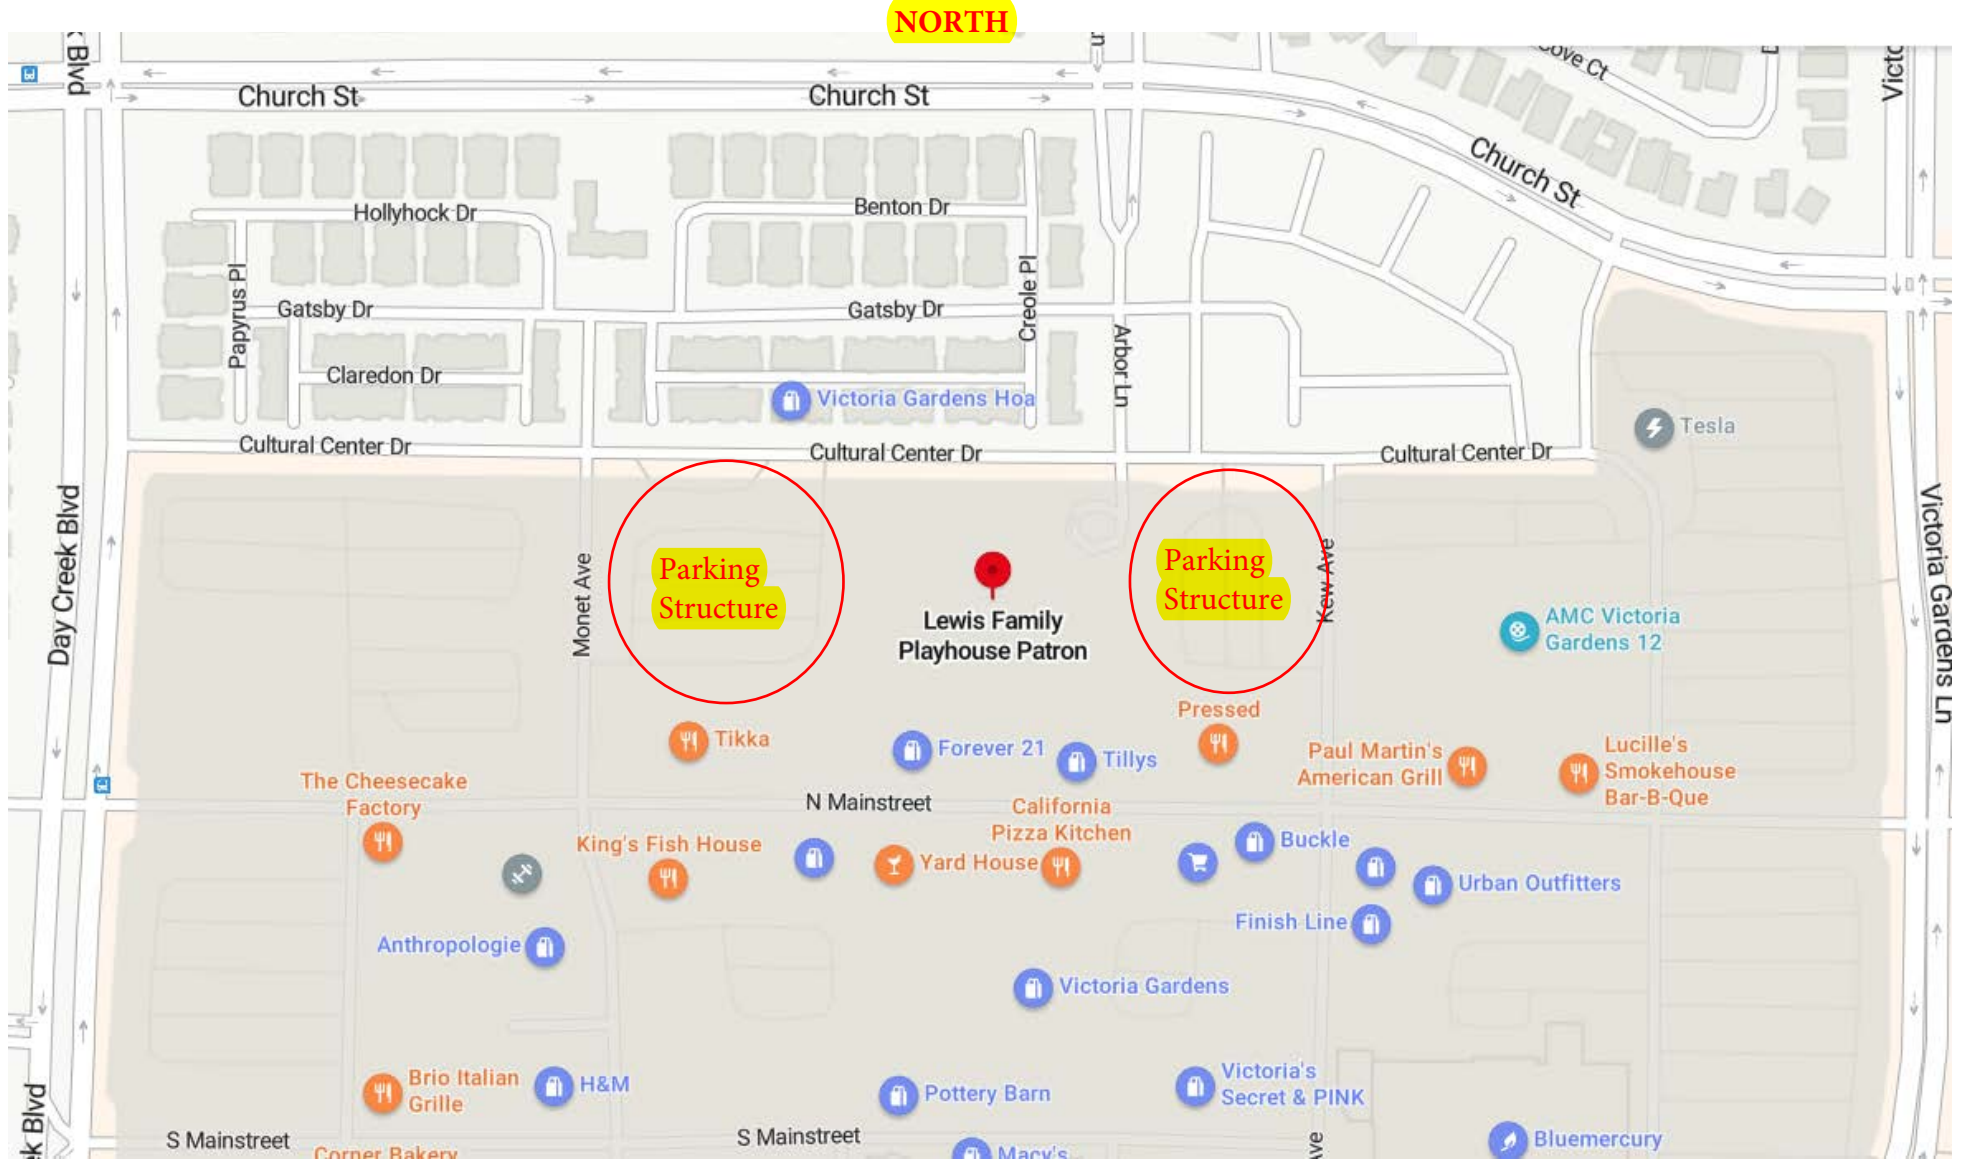 NORTH
Blvd
Church St
Church St
Cove Ct
Church St
Hollyhock Dr
Benton Dr
Papyrus Pl
Gatsby Dr
Gatsby Dr
Creole Pl
Claredon Dr
Arbor Ln
Victoria Gardens Hoa
Tesla
Cultural Center Dr
Cultural Center Dr
Cultural Center Dr
Day Creek Blvd
Monet Ave
Parking
Structure
Lewis Family
Playhouse Patron
Parking
Structure
Kew Ave
AMC Victoria
Gardens 12
Victoria Gardens Ln
Tikka
Forever 21
Tillys
Pressed
Paul Martin's
American Grill
Lucille's
Smokehouse
Bar-B-Que
The Cheesecake
Factory
N Mainstreet
California
Pizza Kitchen
King's Fish House
Yard House
Buckle
Urban Outfitters
Finish Line
Anthropologie
Victoria Gardens
Brio Italian
Grille
H&M
Pottery Barn
Victoria's
Secret & PINK
S Mainstreet
S Mainstreet
Bluemercury
Corner Bakery
Macy's
Blvd